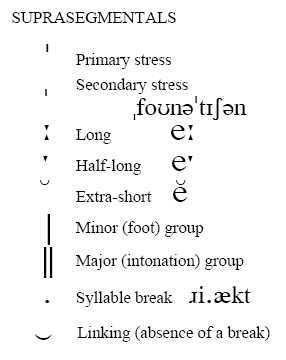 SUPRASEGMENTALS
ˈ Primary stress
ˌ Secondary stress
ˌfoʊnəˈtɪʃən
ː Long eː
ˑ Half-long eˑ
˘ Extra-short ĕ
| Minor (foot) group
‖ Major (intonation) group
. Syllable break ɹi.ækt
‿ Linking (absence of a break)